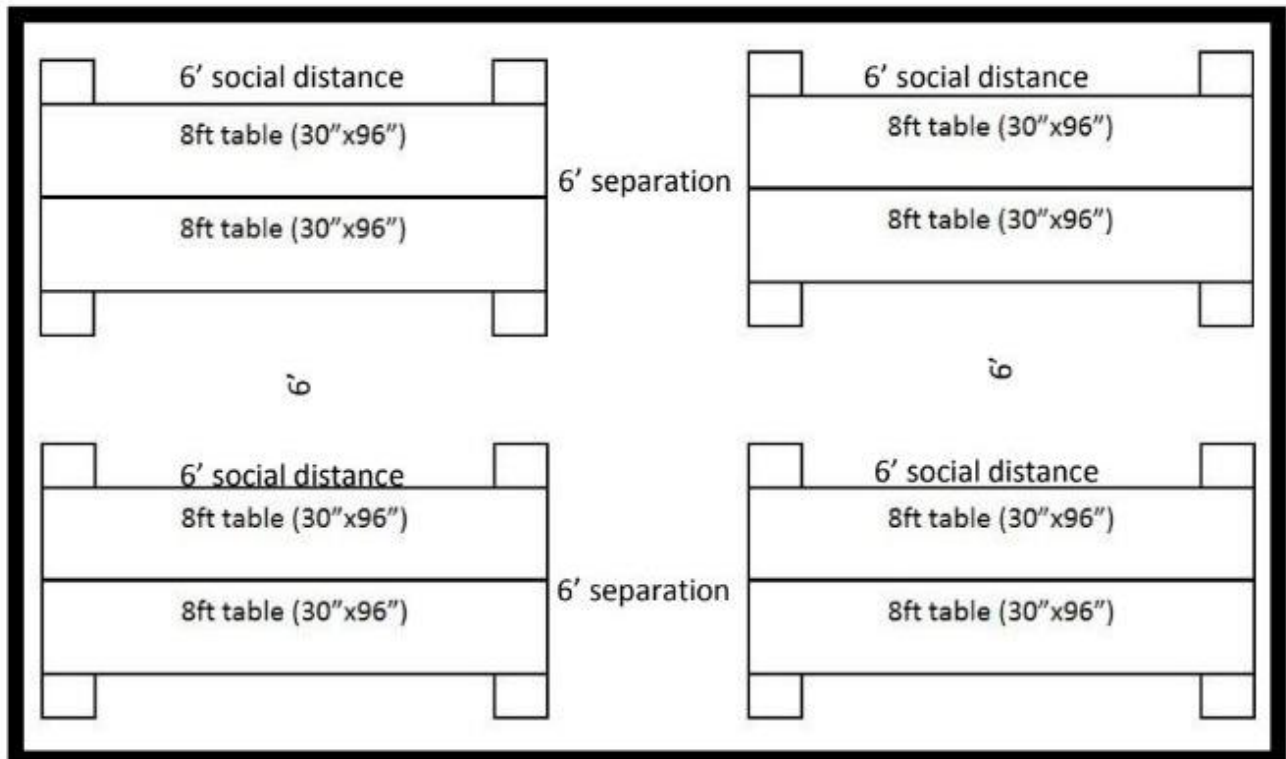 6’ social distance
8ft table (30”x96”)
8ft table (30”x96”)
6’ separation
6’ social distance
8ft table (30”x96”)
8ft table (30”x96”)
6’
6’
6’ social distance
8ft table (30”x96”)
8ft table (30”x96”)
6’ separation
6’ social distance
8ft table (30”x96”)
8ft table (30”x96”)